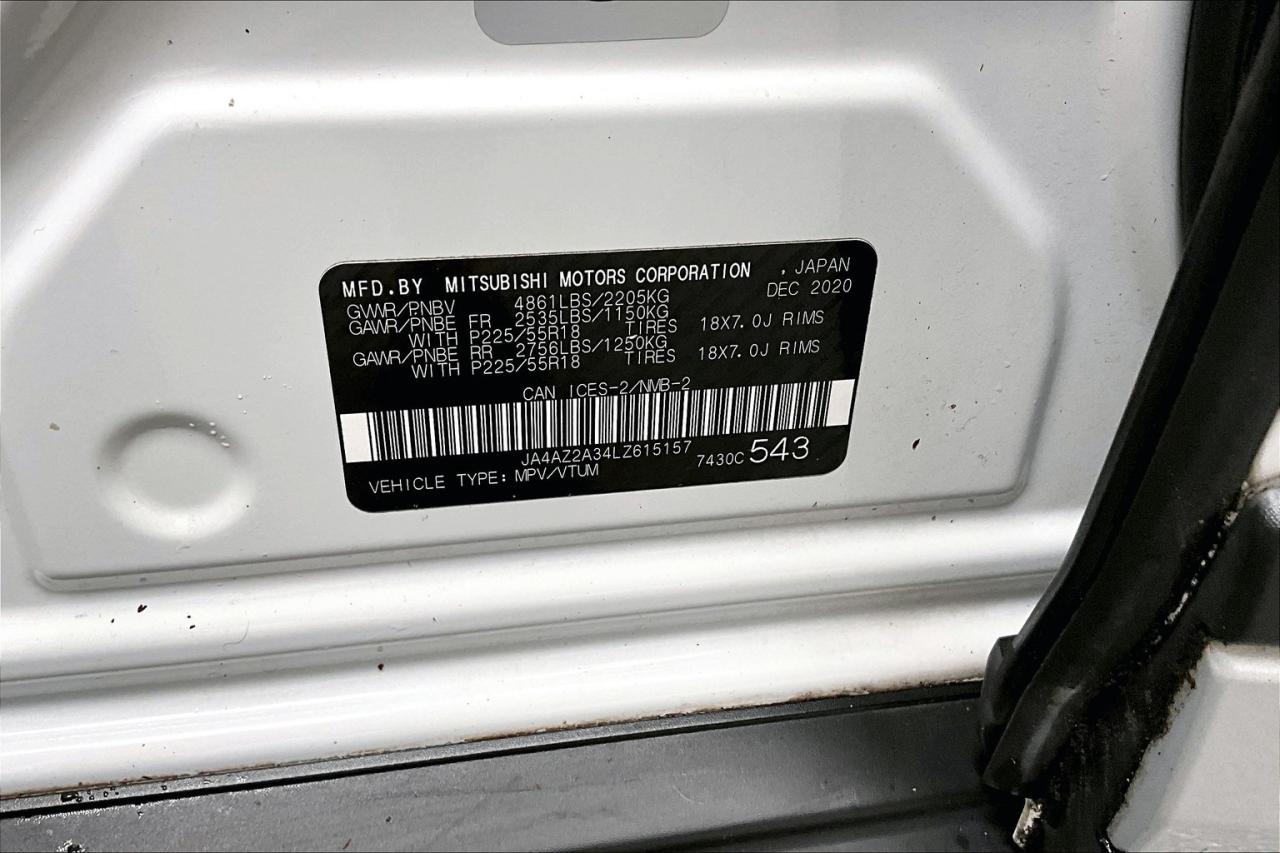 MFD.BY MITSUBISHI MOTORS CORPORATION . JAPAN
GVWR/PNBV 4861LBS/2205KG DEC 2020
GAWR/PNBE FR 2535LBS/1150KG
WITH P225/55R18 TIRES 18X7.0J RIMS
GAWR/PNBE RR 2756LBS/1250KG
WITH P225/55R18 TIRES 18X7.0J RIMS
CAN ICES-2/NMB-2
JA4AZ2A34LZ615157
VEHICLE TYPE: MPV/VTUM 7430C 543